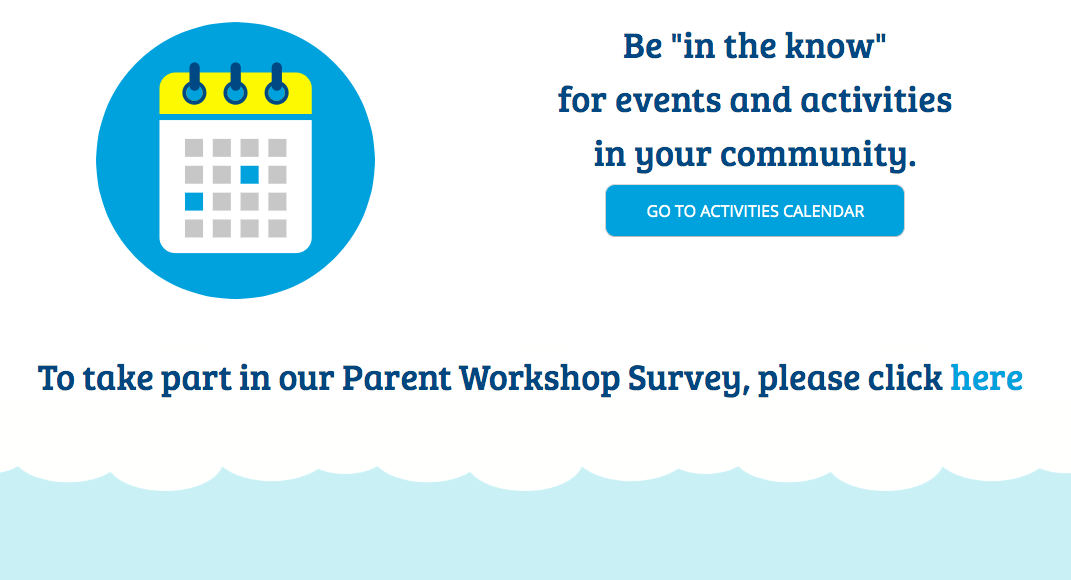 Be "in the know"
for events and activities
in your community.
GO TO ACTIVITIES CALENDAR
To take part in our Parent Workshop Survey, please click here